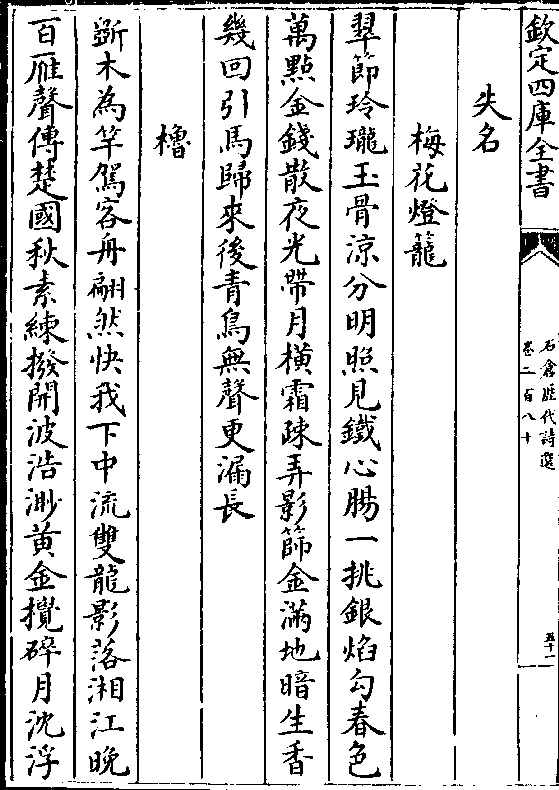 欽定四庫全書
石倉歷代詩選
卷二百八十
五十一
失名
梅花燈籠
翠節玲瓏玉骨涼分明照見鐵心腸一挑銀焰勾春色
萬點金錢散夜光帶月橫霜疎弄影篩金滿地暗生香
幾回引馬歸來後青鳥無聲更漏長
櫓
斲木為竿駕客舟翩然快我下中流雙龍影落湘江晚
百雁聲傳楚國秋素練撥開波浩渺黃金攪碎月沈浮